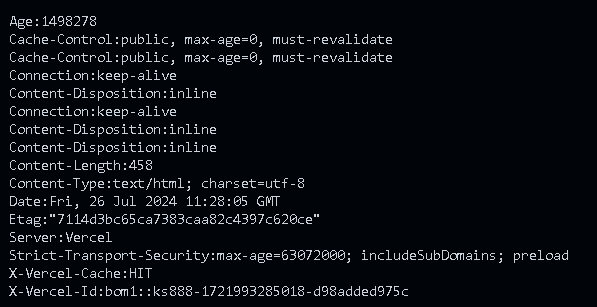 Age:1498278
Cache-Control:public, max-age=0, must-revalidate
Cache-Control:public, max-age=0, must-revalidate
Connection:keep-alive
Content-Disposition:inline
Connection:keep-alive
Content-Disposition:inline
Content-Disposition:inline
Content-Length:458
Content-Type:text/html; charset=utf-8
Date:Fri, 26 Jul 2024 11:28:05 GMT
Etag:"7114d3bc65ca7383caa82c4397c620ce"
Server:Vercel
Strict-Transport-Security:max-age=63072000; includeSubDomains; preload
X-Vercel-Cache:HIT
X-Vercel-Id:bom1::ks888-1721993285018-d98added975c